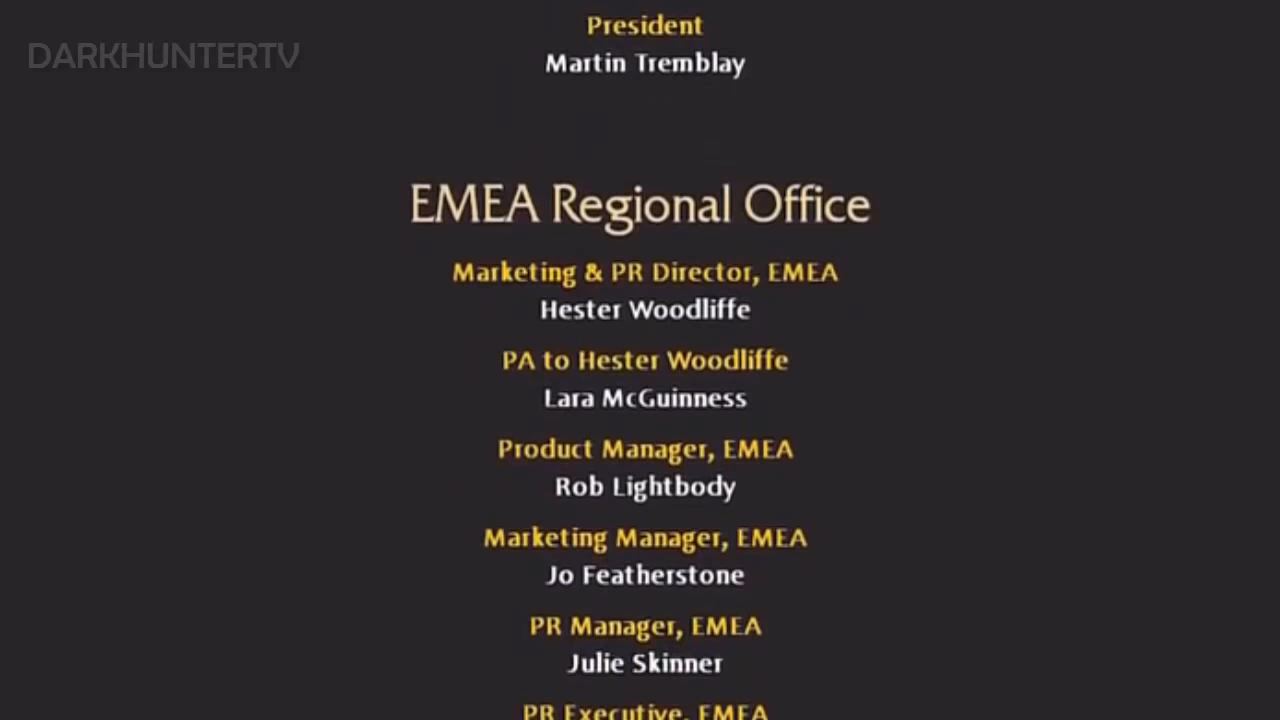 DARKHUNTERTV
President
Martin Tremblay
EMEA Regional Office
Marketing & PR Director, EMEA
Hester Woodliffe
PA to Hester Woodliffe
Lara McGuinness
Product Manager, EMEA
Rob Lightbody
Marketing Manager, EMEA
Jo Featherstone
PR Manager, EMEA
Julie Skinner
PR Executive, EMEA